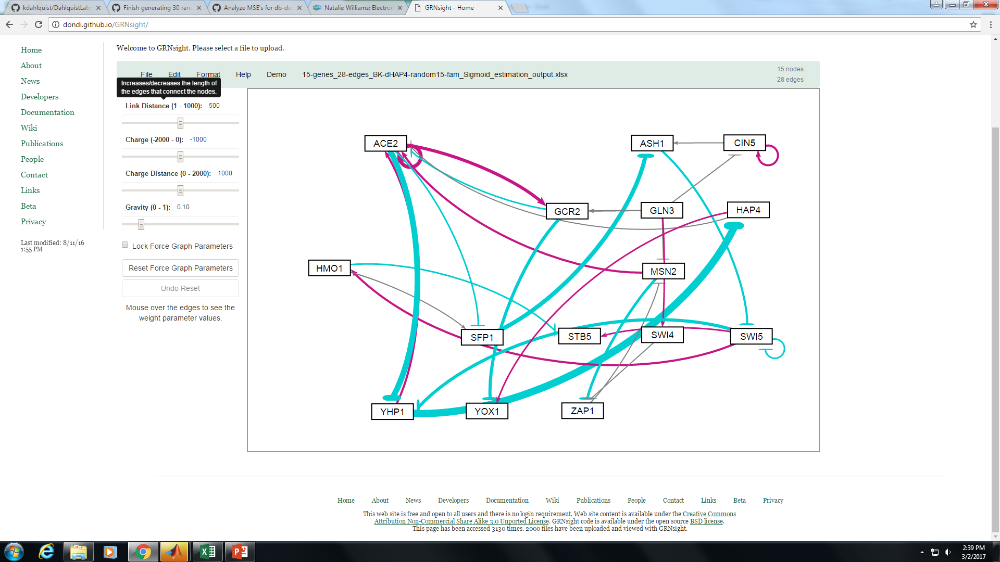 kdahlquist/DahlquistLab
Finish generating 30 ran
Analyze MSE's for db-de
Natalie Williams: Electron
GRNsight - Home
dondi.github.io/GRNsight/
Home
About
News
Developers
Documentation
Wiki
Publications
People
Contact
Links
Beta
Privacy
Last modified: 8/11/16
1:55 PM
Welcome to GRNsight. Please select a file to upload.
File Edit Format Help Demo 15-genes_28-edges_BK-dHAP4-random15-fam_Sigmoid_estimation_output.xlsx
15 nodes
28 edges
Increases/decreases the length of
the edges that connect the nodes.
Link Distance (1 - 1000): 500
Charge (-2000 - 0): -1000
Charge Distance (0 - 2000): 1000
Gravity (0 - 1): 0.10
Lock Force Graph Parameters
Reset Force Graph Parameters
Undo Reset
Mouse over the edges to see the
weight parameter values.
ACE2 ASH1 CIN5
GCR2 GLN3 HAP4
HMO1 MSN2
SFP1 STB5 SWI4 SWI5
YHP1 YOX1 ZAP1
Home About News Developers Documentation Wiki Publications People Contact Links Beta Privacy
This web site is free and open to all users and there is no login requirement. Web site content is available under the Creative Commons
Attribution Non-Commercial Share Alike 3.0 Unported License. GRNsight code is available under the open source BSD license.
This page has been accessed 3130 times. 2000 files have been uploaded and viewed with GRNsight.
2:39 PM
3/2/2017